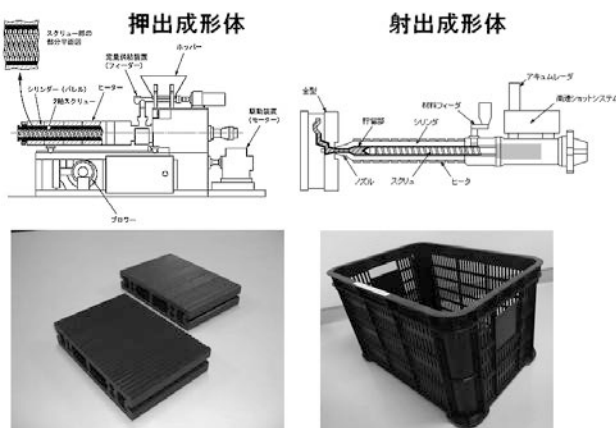 押出成形体
スクリュー部の
部分平面図
定量供給装置
(フィーダー)
ホッパー
シリンダー(バレル)
ヒーター
2軸スクリュー
駆動装置
(モーター)
ブロワー
射出成形体
アキュムレータ
高速ショットシステム
材料フィーダ
金型
貯留部
シリンダ
ノズル
スクリュ
ヒータ